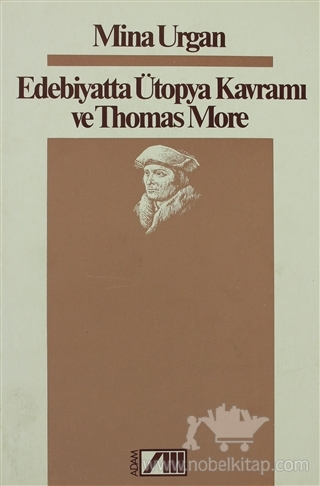 Mina Urgan
Edebiyatta Ütopya Kavramı
ve Thomas More
ADAM
www.nobelkitap.com